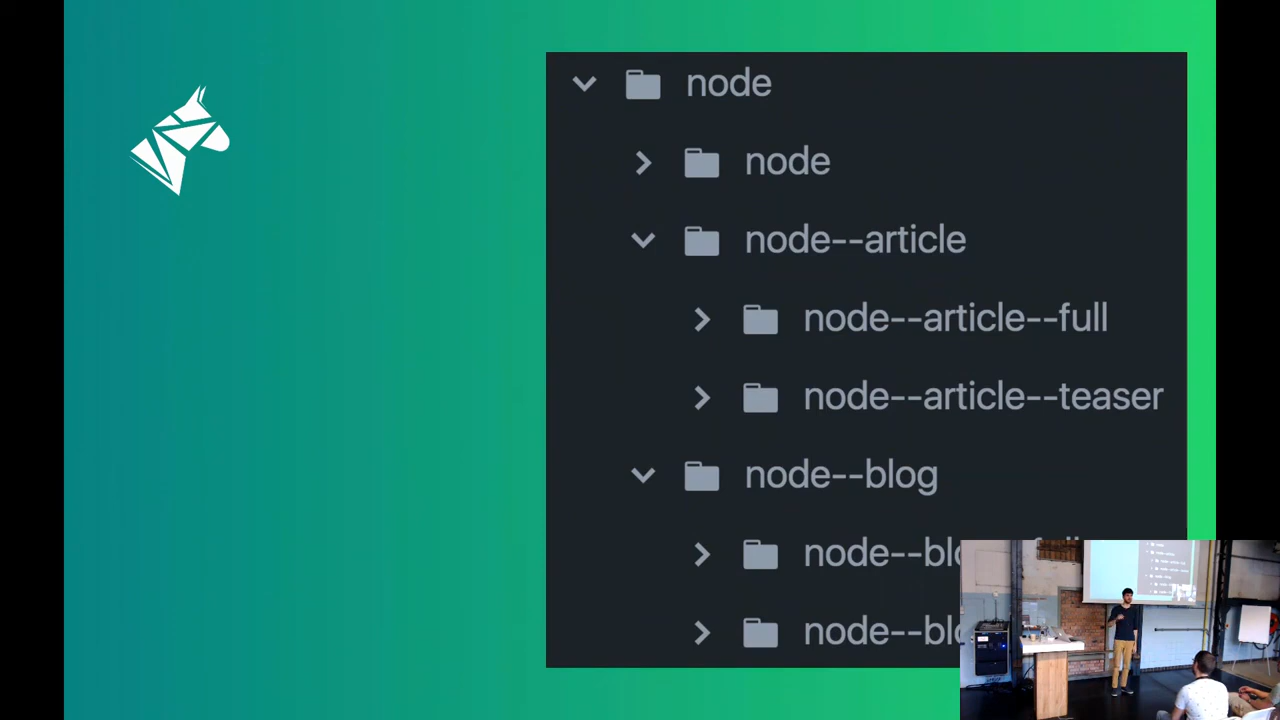 node
node
node--article
node--article--full
node--article--teaser
node--blog